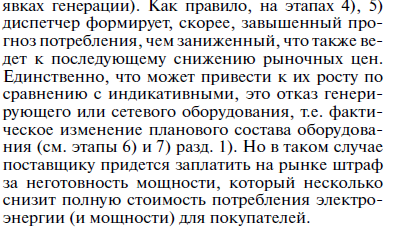 явках генерации). Как правило, на этапах 4), 5)
диспетчер формирует, скорее, завышенный про-
гноз потребления, чем заниженный, что также ве-
дет к последующему снижению рыночных цен.
Единственно, что может привести к их росту по
сравнению с индикативными, это отказ генери-
рующего или сетевого оборудования, т.е. факти-
ческое изменение планового состава оборудова-
ния (см. этапы 6) и 7) разд. 1). Но в таком случае
поставщику придется заплатить на рынке штраф
за неготовность мощности, который несколько
снизит полную стоимость потребления электро-
энергии (и мощности) для покупателей.